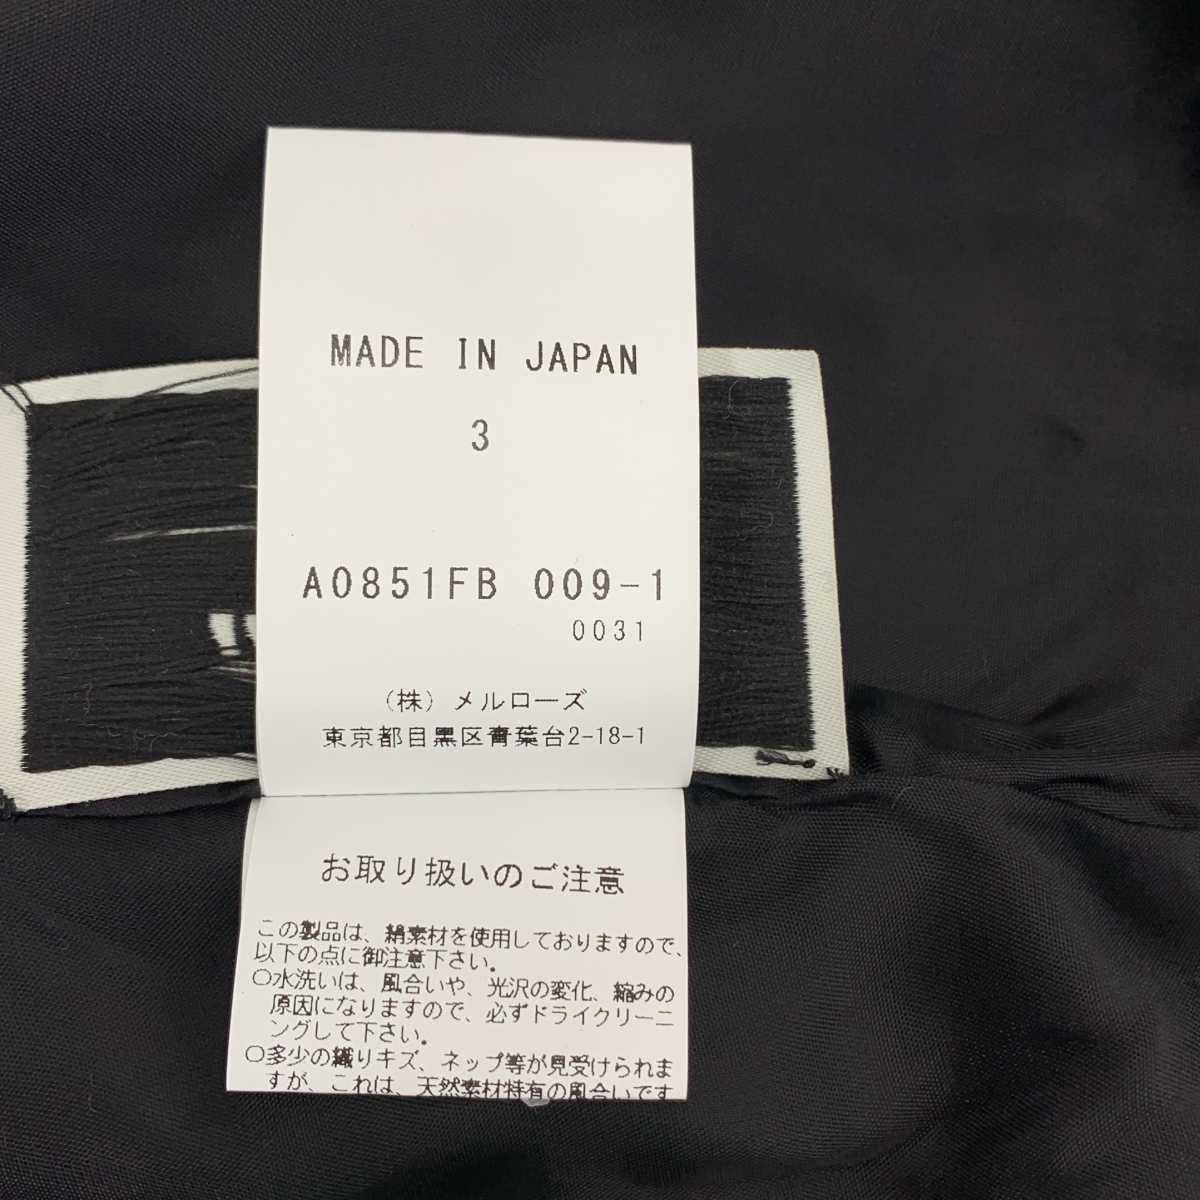 MADE IN JAPAN
3
A0851FB 009-1
0031
（株）メルローズ
東京都目黒区青葉台2-18-1
お取り扱いのご注意
この製品は、絹素材を使用しておりますので、
以下の点に御注意下さい。
○水洗いは、風合いや、光沢の変化、縮みの
原因になりますので、必ずドライクリーニ
ングして下さい。
○多少の織りキズ、ネップ等が見受けられま
すが、これは、天然素材特有の風合いです